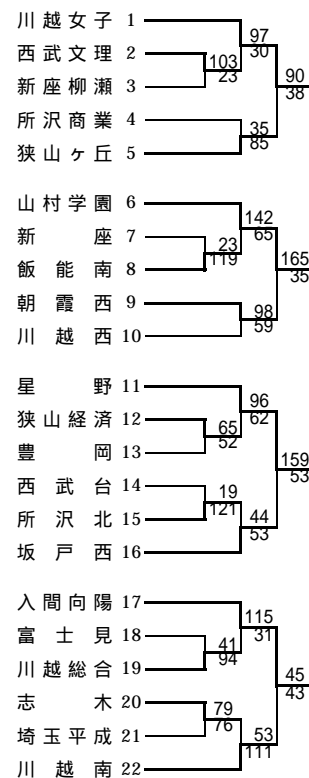 川越女子 1
97
30
西武文理 2
103
23
新座柳瀬 3
90
38
所沢商業 4
35
85
狭山ヶ丘 5
山村学園 6
142
65
新座 7
23
119
飯能南 8
165
35
朝霞西 9
98
59
川越西 10
星野 11
96
62
狭山経済 12
65
52
豊岡 13
159
53
西武台 14
19
121
所沢北 15
44
53
坂戸西 16
入間向陽 17
115
31
富士見 18
41
94
川越総合 19
45
43
志木 20
79
76
埼玉平成 21
53
111
川越南 22